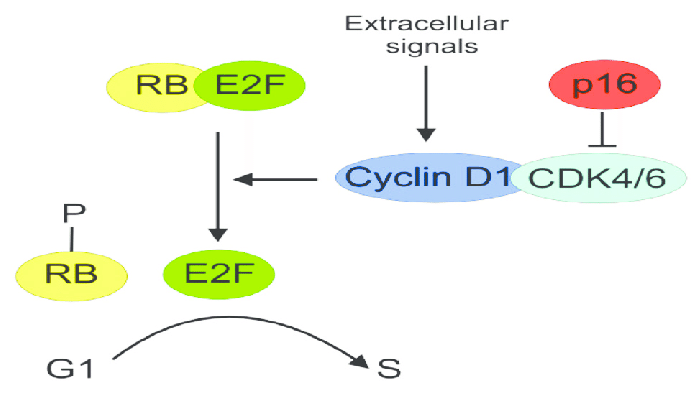 Extracellular
signals
RB E2F
p16
Cyclin D1 CDK4/6
P
RB E2F
G1 S